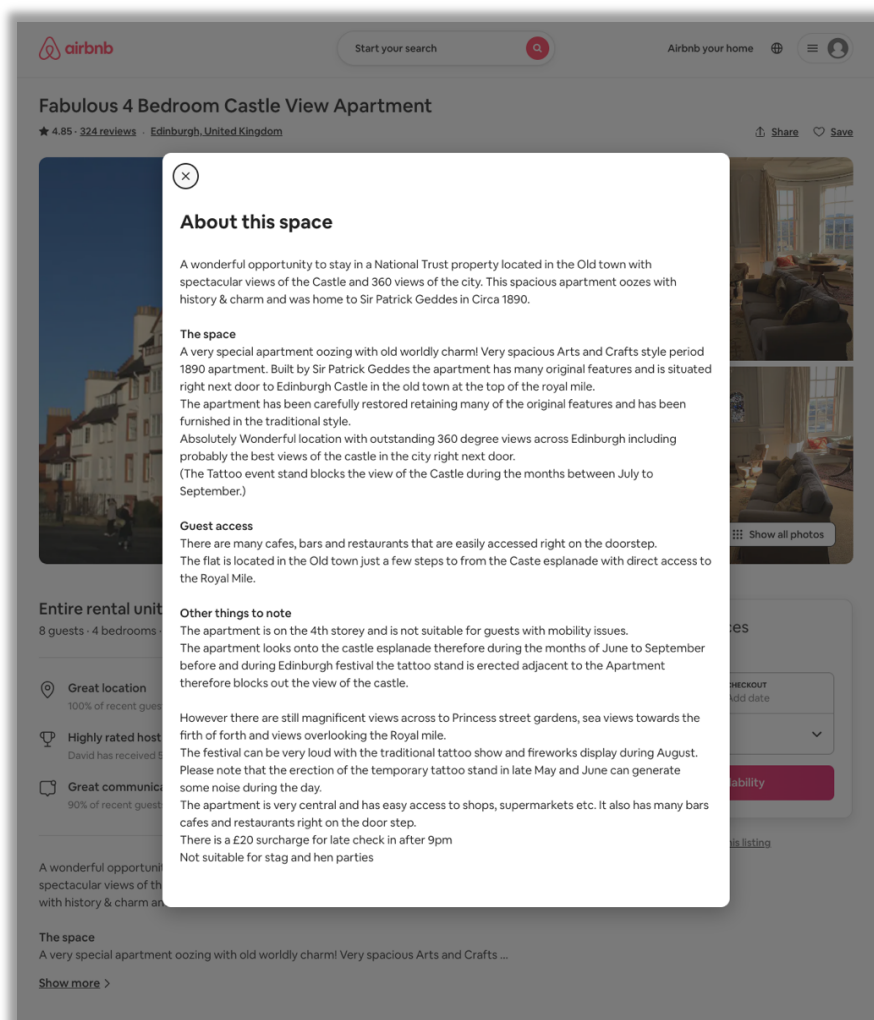 airbnb
Start your search
Airbnb your home
Fabulous 4 Bedroom Castle View Apartment
4.85 · 324 reviews · Edinburgh, United Kingdom
Share
Save
About this space
A wonderful opportunity to stay in a National Trust property located in the Old town with
spectacular views of the Castle and 360 views of the city. This spacious apartment oozes with
history & charm and was home to Sir Patrick Geddes in Circa 1890.
The space
A very special apartment oozing with old worldly charm! Very spacious Arts and Crafts style period
1890 apartment. Built by Sir Patrick Geddes the apartment has many original features and is situated
right next door to Edinburgh Castle in the old town at the top of the royal mile.
The apartment has been carefully restored retaining many of the original features and has been
furnished in the traditional style.
Absolutely Wonderful location with outstanding 360 degree views across Edinburgh including
probably the best views of the castle in the city right next door.
(The Tattoo event stand blocks the view of the Castle during the months between July to
September.)
Guest access
There are many cafes, bars and restaurants that are easily accessed right on the doorstep.
The flat is located in the Old town just a few steps to from the Caste esplanade with direct access to
the Royal Mile.
Other things to note
The apartment is on the 4th storey and is not suitable for guests with mobility issues.
The apartment looks onto the castle esplanade therefore during the months of June to September
before and during Edinburgh festival the tattoo stand is erected adjacent to the Apartment
therefore blocks out the view of the castle.
However there are still magnificent views across to Princess street gardens, sea views towards the
firth of forth and views overlooking the Royal mile.
The festival can be very loud with the traditional tattoo show and fireworks display during August.
Please note that the erection of the temporary tattoo stand in late May and June can generate
some noise during the day.
The apartment is very central and has easy access to shops, supermarkets etc. It also has many bars
cafes and restaurants right on the door step.
There is a £20 surcharge for late check in after 9pm
Not suitable for stag and hen parties
Show all photos
Entire rental unit
8 guests · 4 bedrooms ·
Great location
100% of recent gues
Highly rated host
David has received 5
Great communica
90% of recent guest
ces
CHECKOUT
Add date
lability
his listing
A wonderful opportuni
spectacular views of th
with history & charm an
The space
A very special apartment oozing with old worldly charm! Very spacious Arts and Crafts ...
Show more